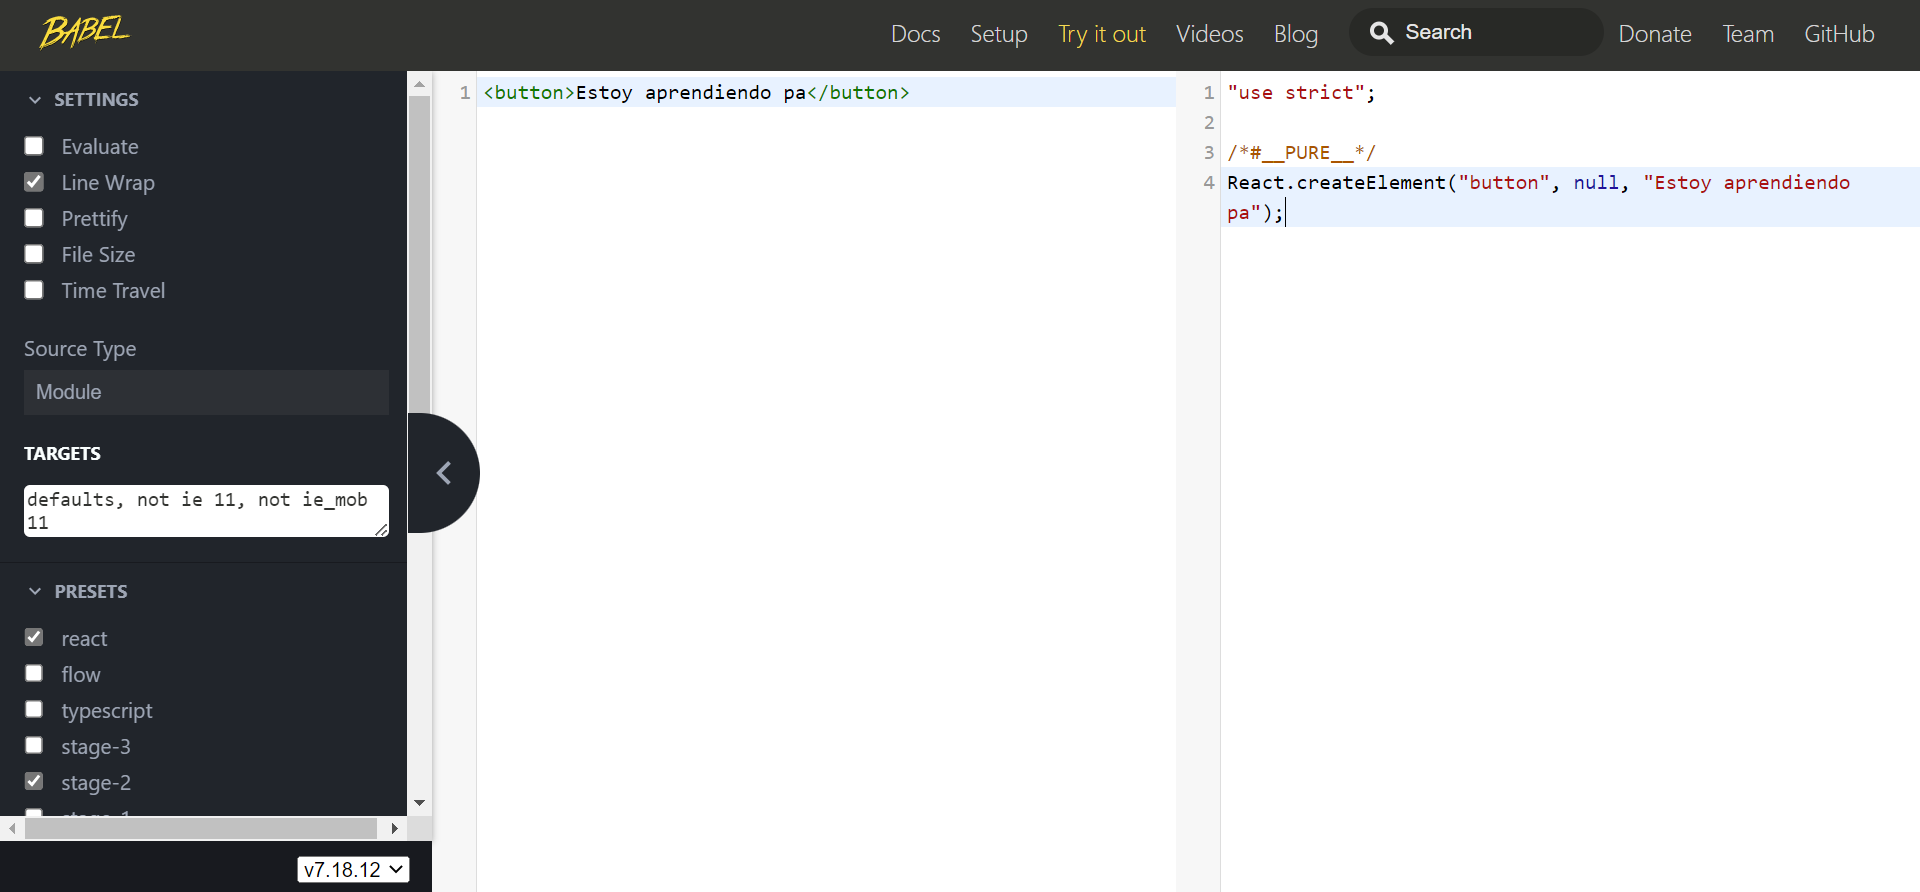 BABEL
Docs Setup Try it out Videos Blog Search Donate Team GitHub
SETTINGS
Evaluate
Line Wrap
Prettify
File Size
Time Travel
Source Type
Module
TARGETS
defaults, not ie 11, not ie_mob
11
PRESETS
react
flow
typescript
stage-3
stage-2
stage-1
v7.18.12
1 <button>Estoy aprendiendo pa</button>
1 "use strict";
2
3 /*#__PURE__*/
4 React.createElement("button", null, "Estoy aprendiendo
pa");